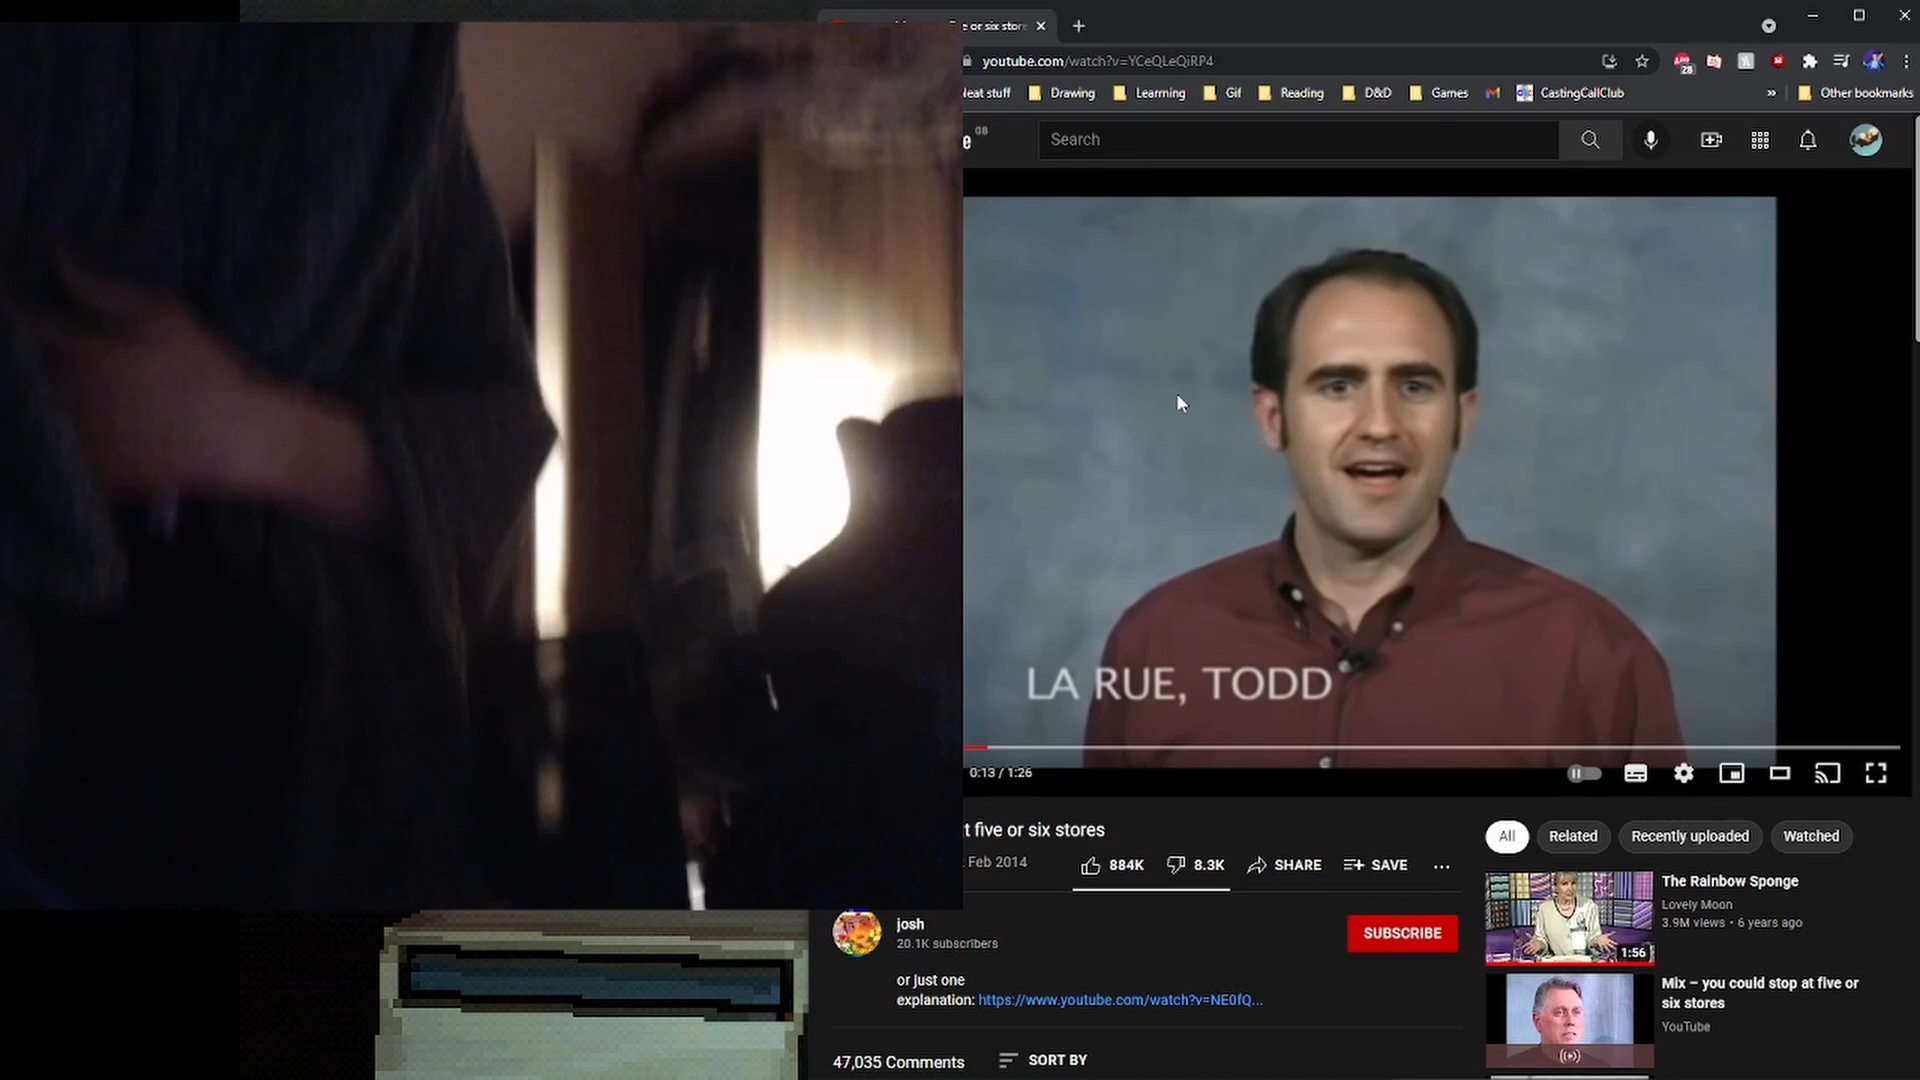 e or six store
youtube.com/watch?v=YCeQLeQiRP4
28
leat stuff
Drawing
Learning
Gif
Reading
D&D
Games
CastingCallClub
»
Other bookmarks
e GB
Search
LA RUE, TODD
0:13 / 1:26
t five or six stores
Feb 2014
884K
8.3K
SHARE
SAVE
...
All
Related
Recently uploaded
Watched
The Rainbow Sponge
Lovely Moon
3.9M views • 6 years ago
1:56
josh
20.1K subscribers
SUBSCRIBE
or just one
explanation: https://www.youtube.com/watch?v=NE0fQ...
Mix – you could stop at five or
six stores
YouTube
47,035 Comments
SORT BY